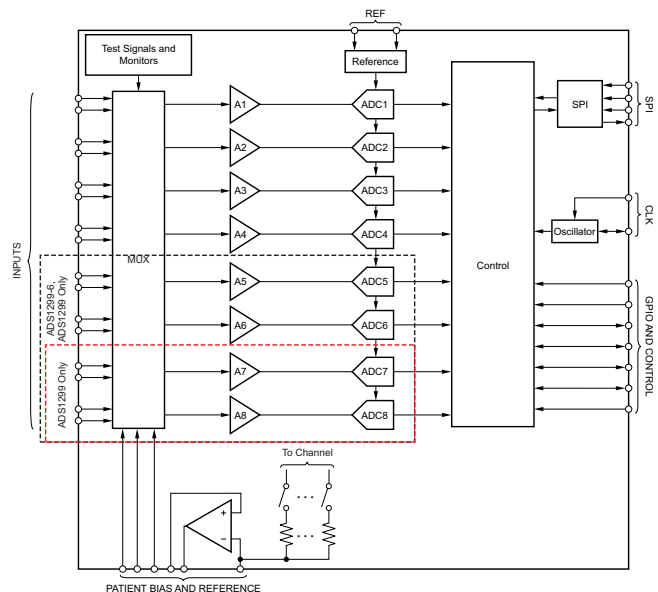 REF
Test Signals and
Monitors
Reference
A1
ADC1
SPI
SPI
A2
ADC2
A3
ADC3
CLK
A4
ADC4
Oscillator
MUX
Control
INPUTS
ADS1299-6,
ADS1299 Only
A5
ADC5
A6
ADC6
GPIO AND CONTROL
ADS1299 Only
A7
ADC7
A8
ADC8
To Channel
+
−
PATIENT BIAS AND REFERENCE